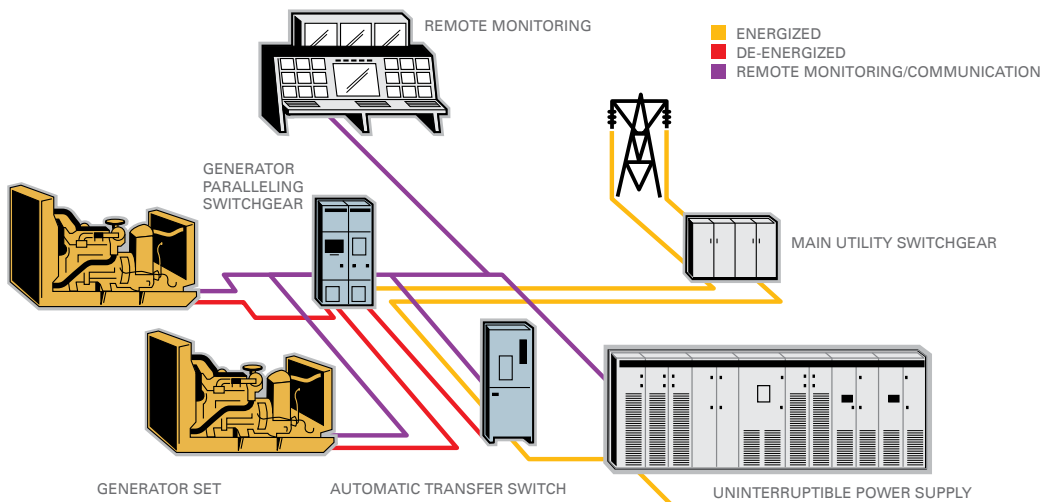 REMOTE MONITORING
ENERGIZED
DE-ENERGIZED
REMOTE MONITORING/COMMUNICATION
GENERATOR
PARALLELING
SWITCHGEAR
MAIN UTILITY SWITCHGEAR
GENERATOR SET
AUTOMATIC TRANSFER SWITCH
UNINTERRUPTIBLE POWER SUPPLY